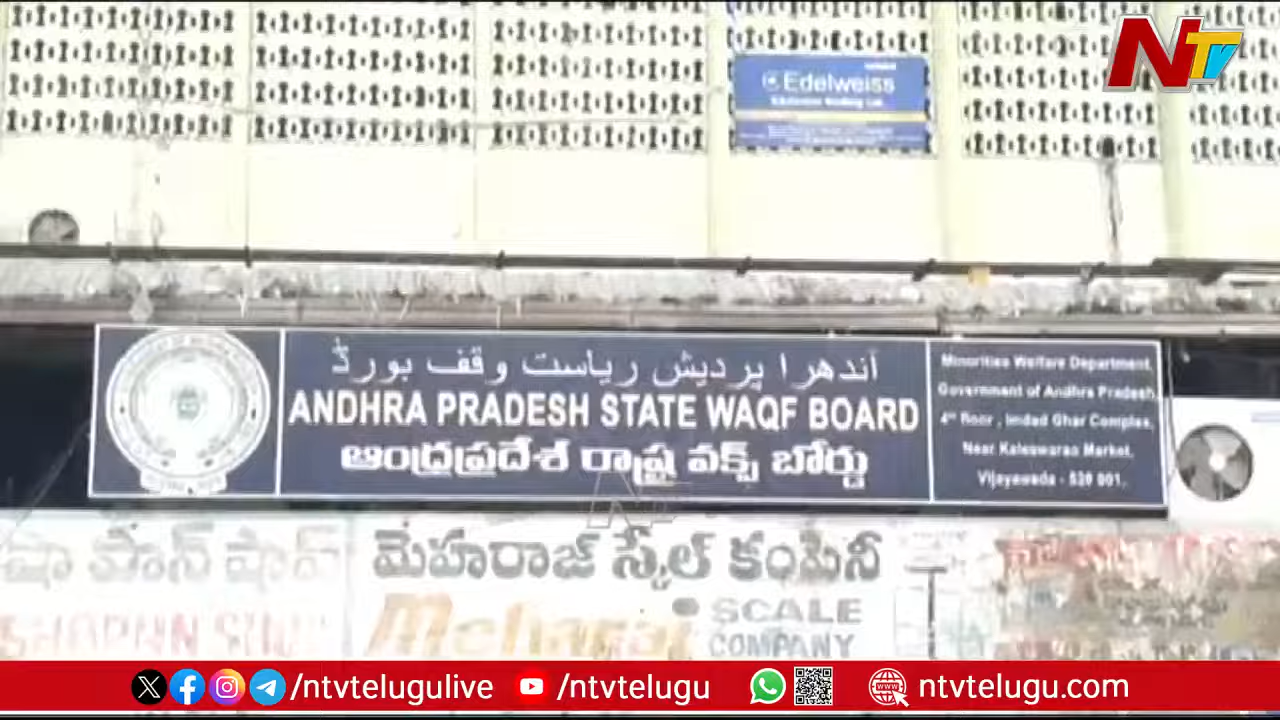 NTV
Edelweiss
آندھرا پردیش ریاست وقف بورڈ
ANDHRA PRADESH STATE WAQF BOARD
ఆంధ్రప్రదేశ్ రాష్ట్ర వక్ఫ్ బోర్డు
Minorities Welfare Department,
Government of Andhra Pradesh,
4th floor, Imdad Ghar Complex,
Near Kaleswarao Market,
Vijayawada - 520 001.
మెహరాజ్ స్కేల్ కంపెనీ
Meharaj
SCALE
COMPANY
/ntvtelugulive
/ntvtelugu
ntvtelugu.com